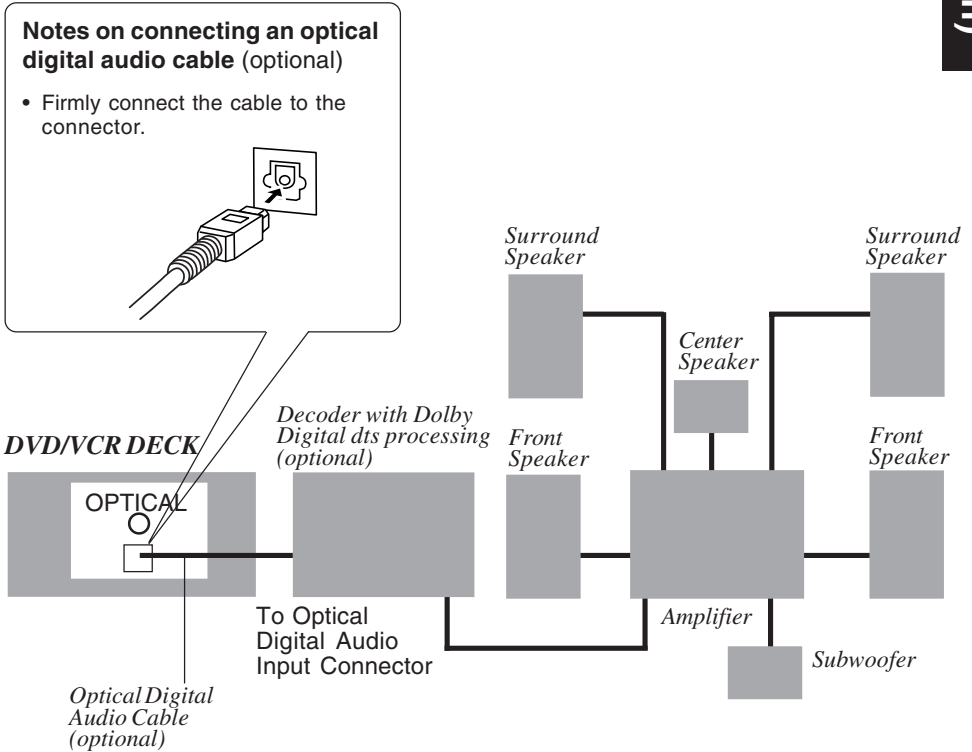 Notes on connecting an optical
digital audio cable (optional)
• Firmly connect the cable to the
connector.
Surround
Speaker
Surround
Speaker
Center
Speaker
DVD/VCR DECK
Decoder with Dolby
Digital dts processing
(optional)
Front
Speaker
Front
Speaker
OPTICAL
To Optical
Digital Audio
Input Connector
Amplifier
Subwoofer
Optical Digital
Audio Cable
(optional)